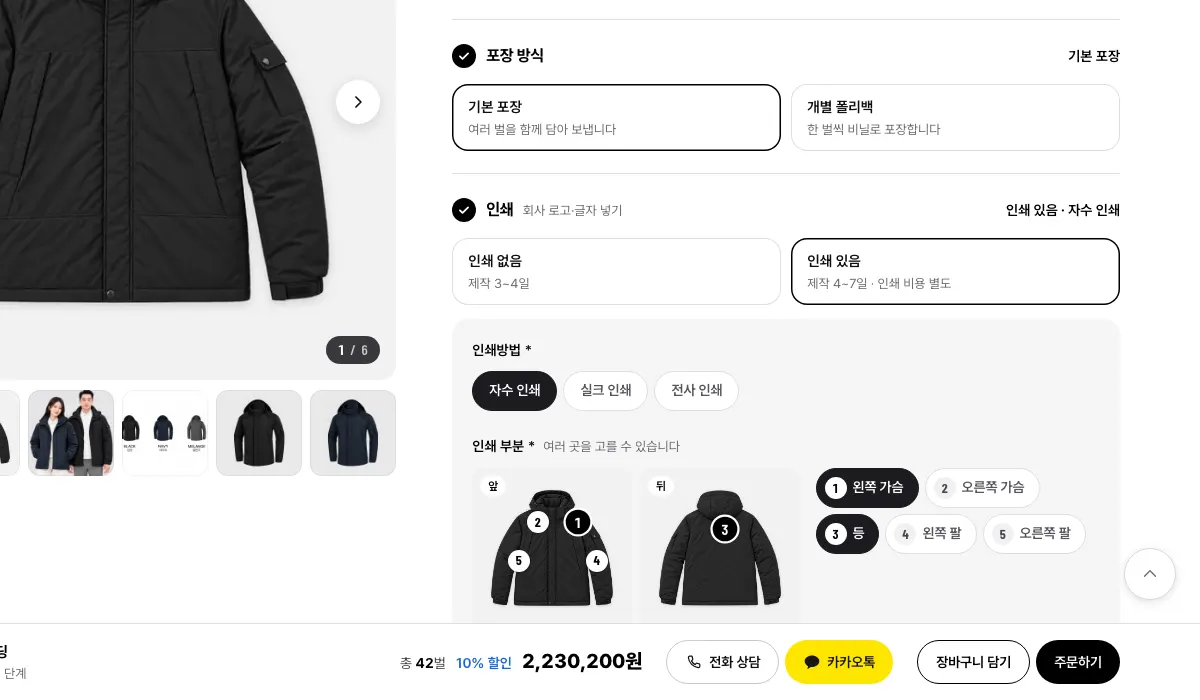 포장 방식
기본 포장
기본 포장
여러 벌을 함께 담아 보냅니다
개별 폴리백
한 벌씩 비닐로 포장합니다
인쇄 회사 로고·글자 넣기
인쇄 있음 · 자수 인쇄
인쇄 없음
제작 3~4일
인쇄 있음
제작 4~7일 · 인쇄 비용 별도
1 / 6
BLACK
NAVY
MELANGE
인쇄방법 *
자수 인쇄
실크 인쇄
전사 인쇄
인쇄 부분 * 여러 곳을 고를 수 있습니다
앞
2
1
5
4
뒤
3
1 왼쪽 가슴
2 오른쪽 가슴
3 등
4 왼쪽 팔
5 오른쪽 팔
딩
단계
총 42벌 10% 할인 2,230,200원
전화 상담
카카오톡
장바구니 담기
주문하기